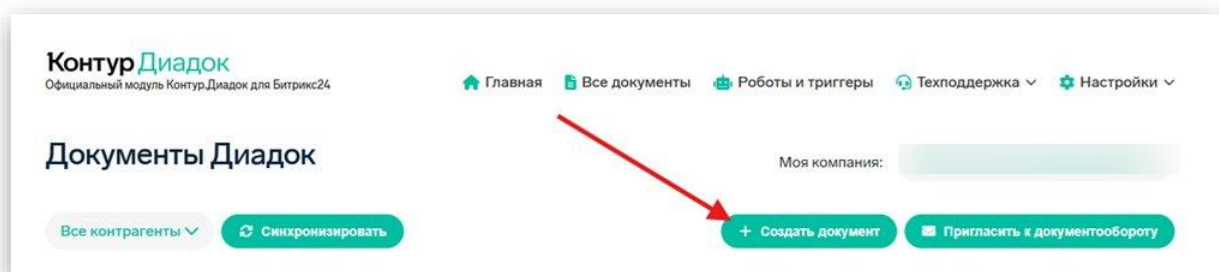 Контур Диадок
Официальный модуль Контур.Диадок для Битрикс24
Главная Все документы Роботы и триггеры Техподдержка Настройки
Документы Диадок
Моя компания:
Все контрагенты Синхронизировать + Создать документ Пригласить к документообороту